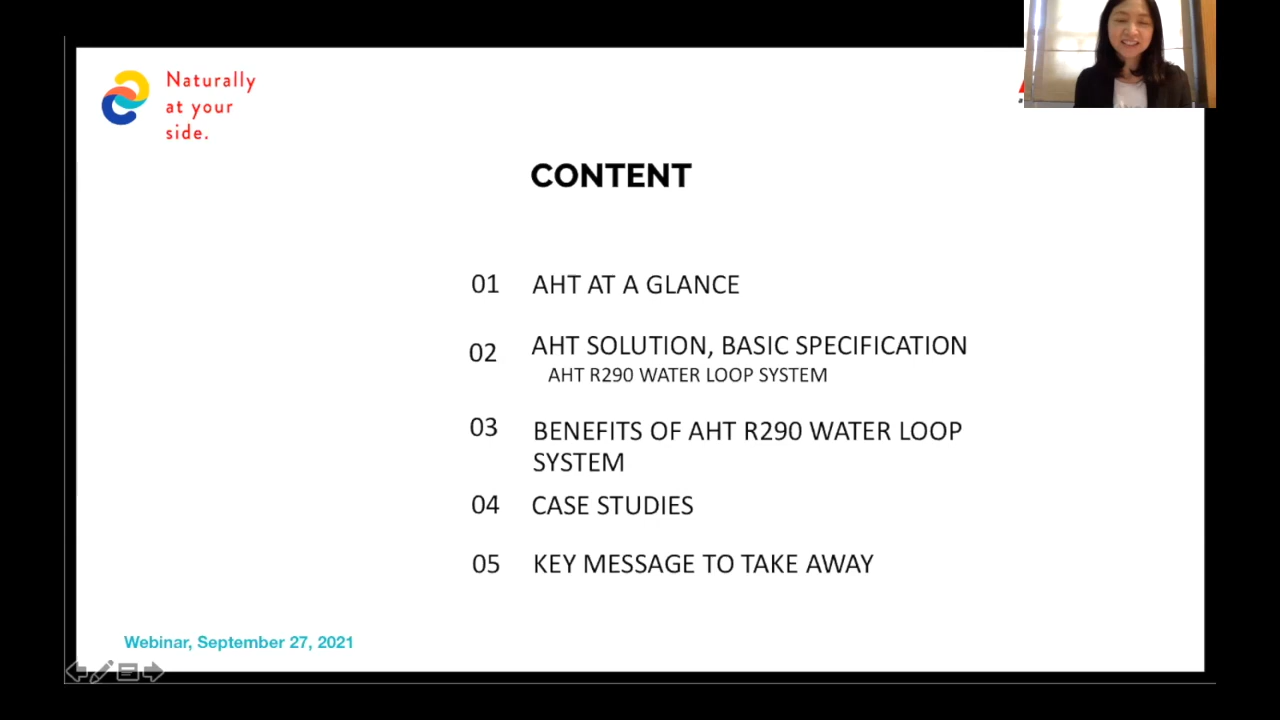 Naturally
at your
side.
CONTENT
01 AHT AT A GLANCE
02 AHT SOLUTION, BASIC SPECIFICATION
AHT R290 WATER LOOP SYSTEM
03 BENEFITS OF AHT R290 WATER LOOP
SYSTEM
04 CASE STUDIES
05 KEY MESSAGE TO TAKE AWAY
Webinar, September 27, 2021